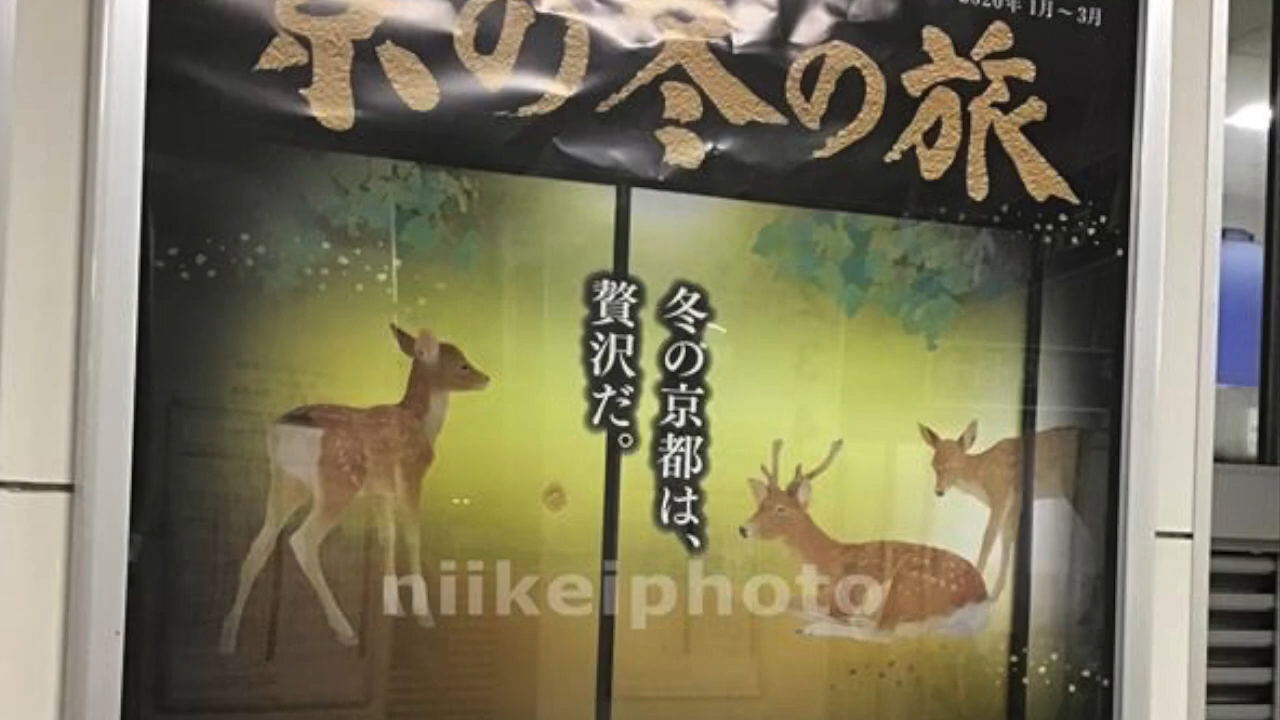 2026年 1月～3月
京の冬の旅
冬の京都は、
贅沢だ。
niikeiphoto